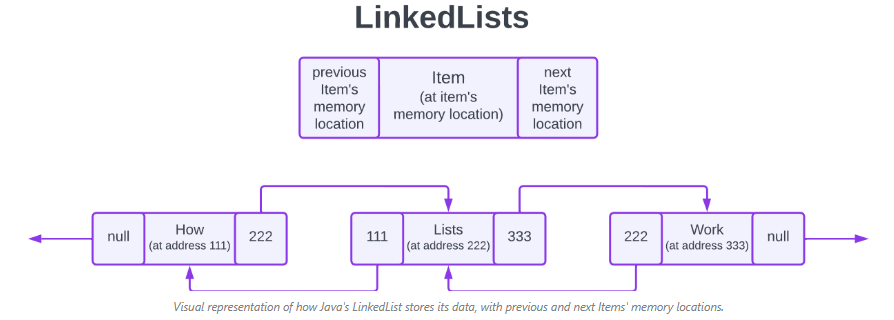 LinkedLists
previous
Item's
memory
location
Item
(at item's
memory location)
next
Item's
memory
location
null
How
(at address 111)
222
111
Lists
(at address 222)
333
222
Work
(at address 333)
null
Visual representation of how Java's LinkedList stores its data, with previous and next Items' memory locations.